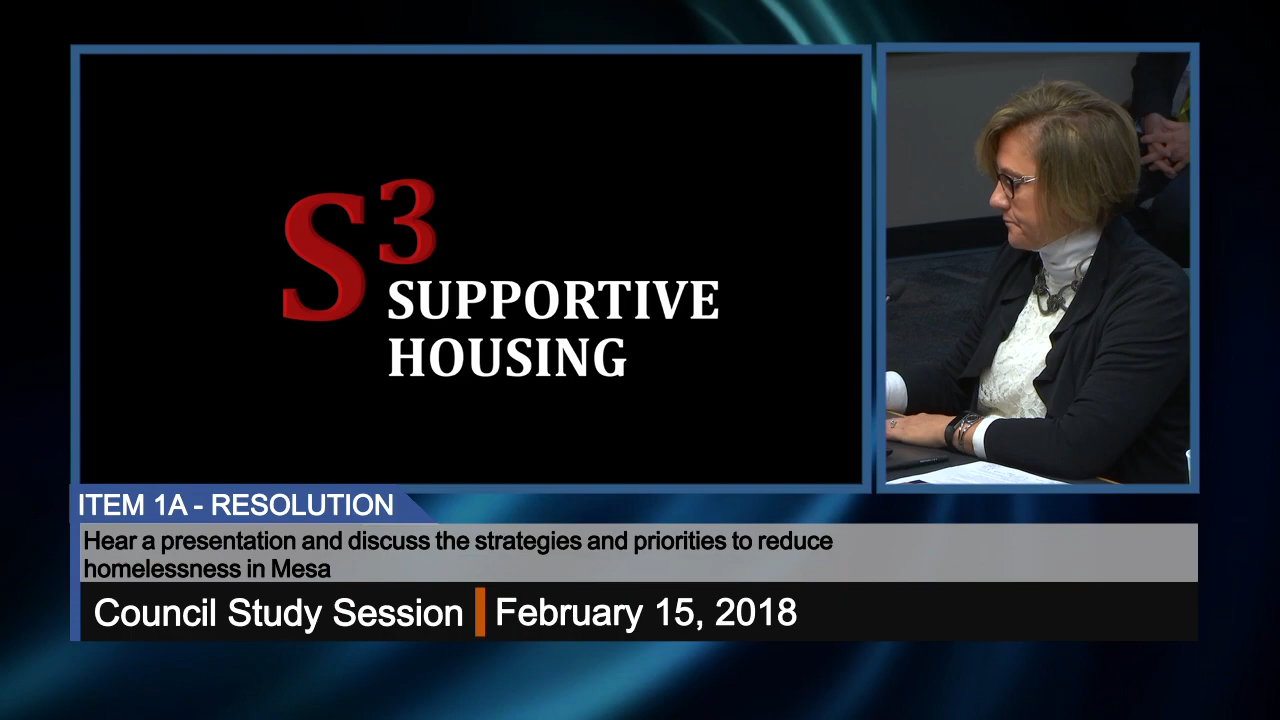 S3
SUPPORTIVE
HOUSING
ITEM 1A - RESOLUTION
Hear a presentation and discuss the strategies and priorities to reduce
homelessness in Mesa
Council Study Session
February 15, 2018